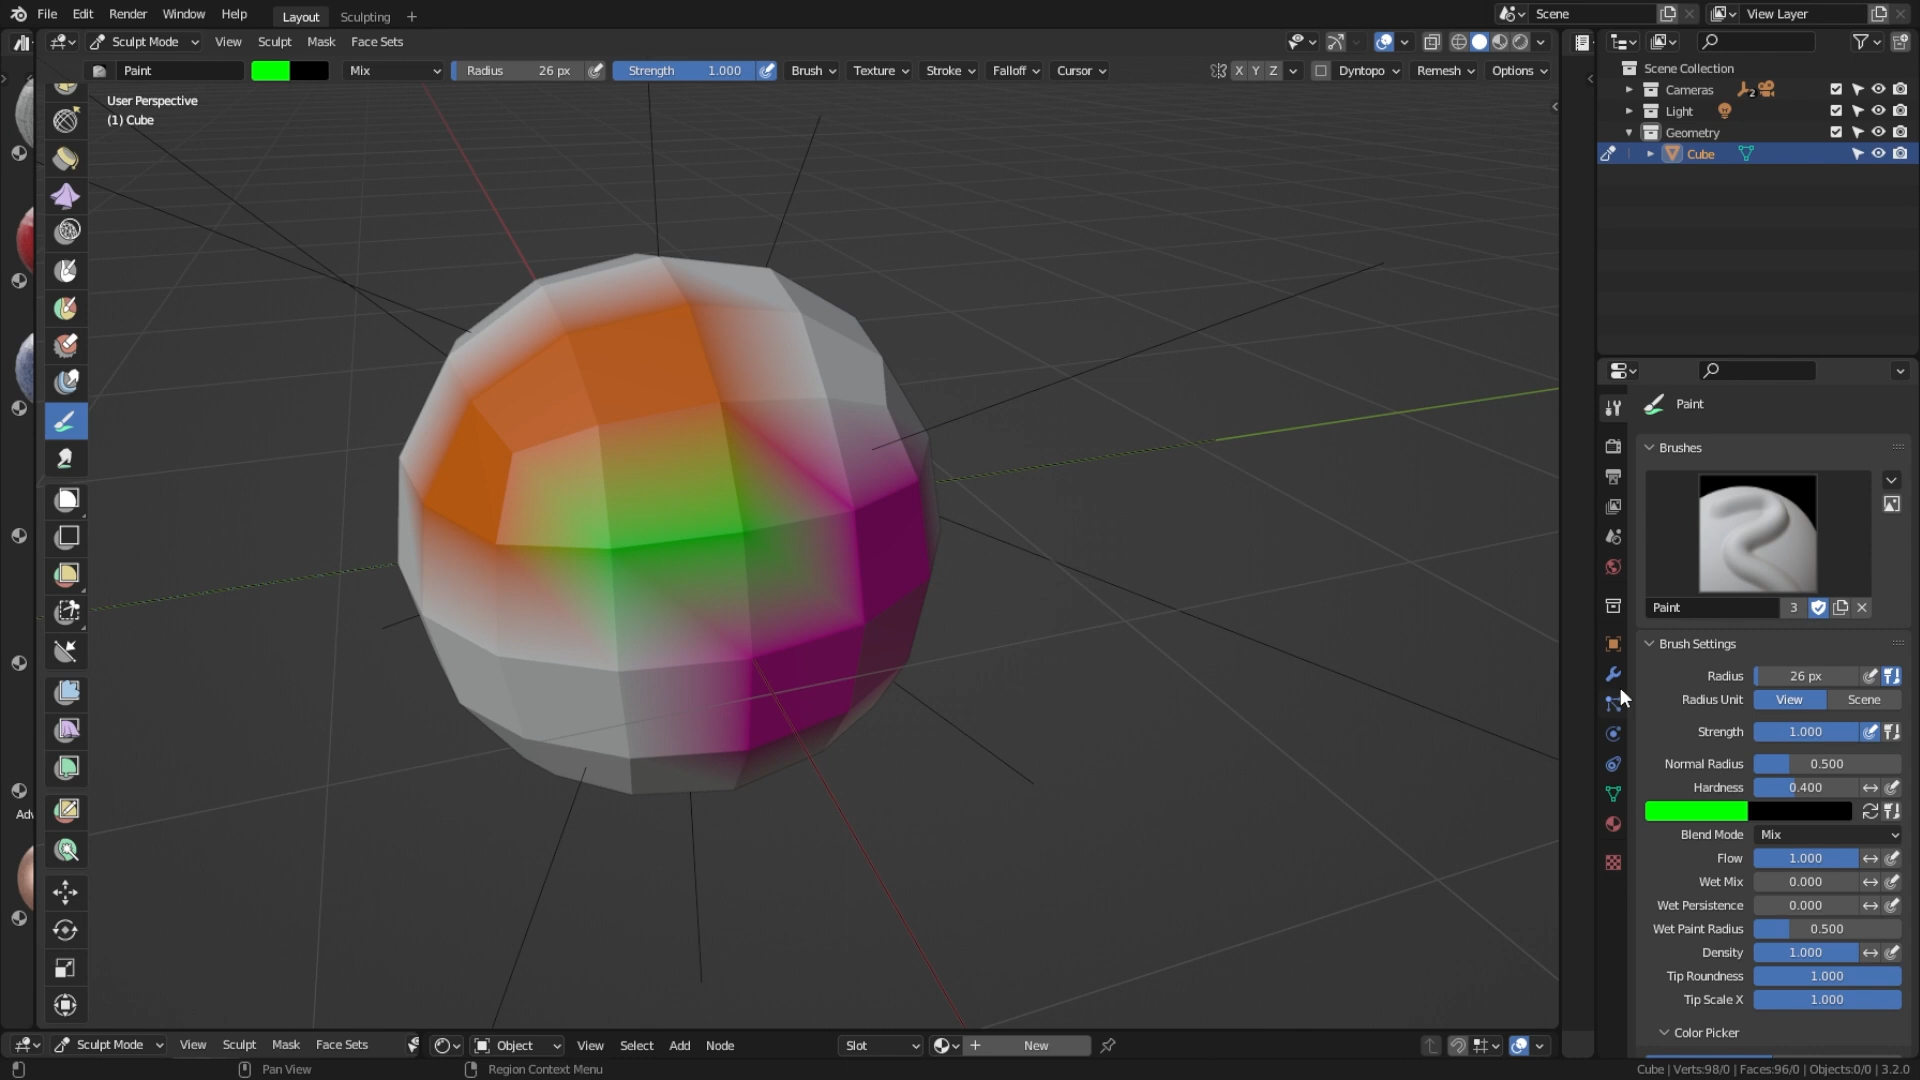 File Edit Render Window Help Layout Sculpting + Scene View Layer
Sculpt Mode View Sculpt Mask Face Sets
Paint Mix Radius 26 px Strength 1.000 Brush Texture Stroke Falloff Cursor X Y Z Dyntopo Remesh Options
User Perspective
(1) Cube
Scene Collection
Cameras 2
Light
Geometry
Cube
Paint
Brushes
Paint 3
Brush Settings
Radius 26 px
Radius Unit View Scene
Strength 1.000
Normal Radius 0.500
Hardness 0.400
Blend Mode Mix
Flow 1.000
Wet Mix 0.000
Wet Persistence 0.000
Wet Paint Radius 0.500
Density 1.000
Tip Roundness 1.000
Tip Scale X 1.000
Color Picker
Sculpt Mode View Sculpt Mask Face Sets Object View Select Add Node Slot New
Pan View Region Context Menu Cube | Verts:98/0 | Faces:96/0 | Objects:0/0 | 3.2.0